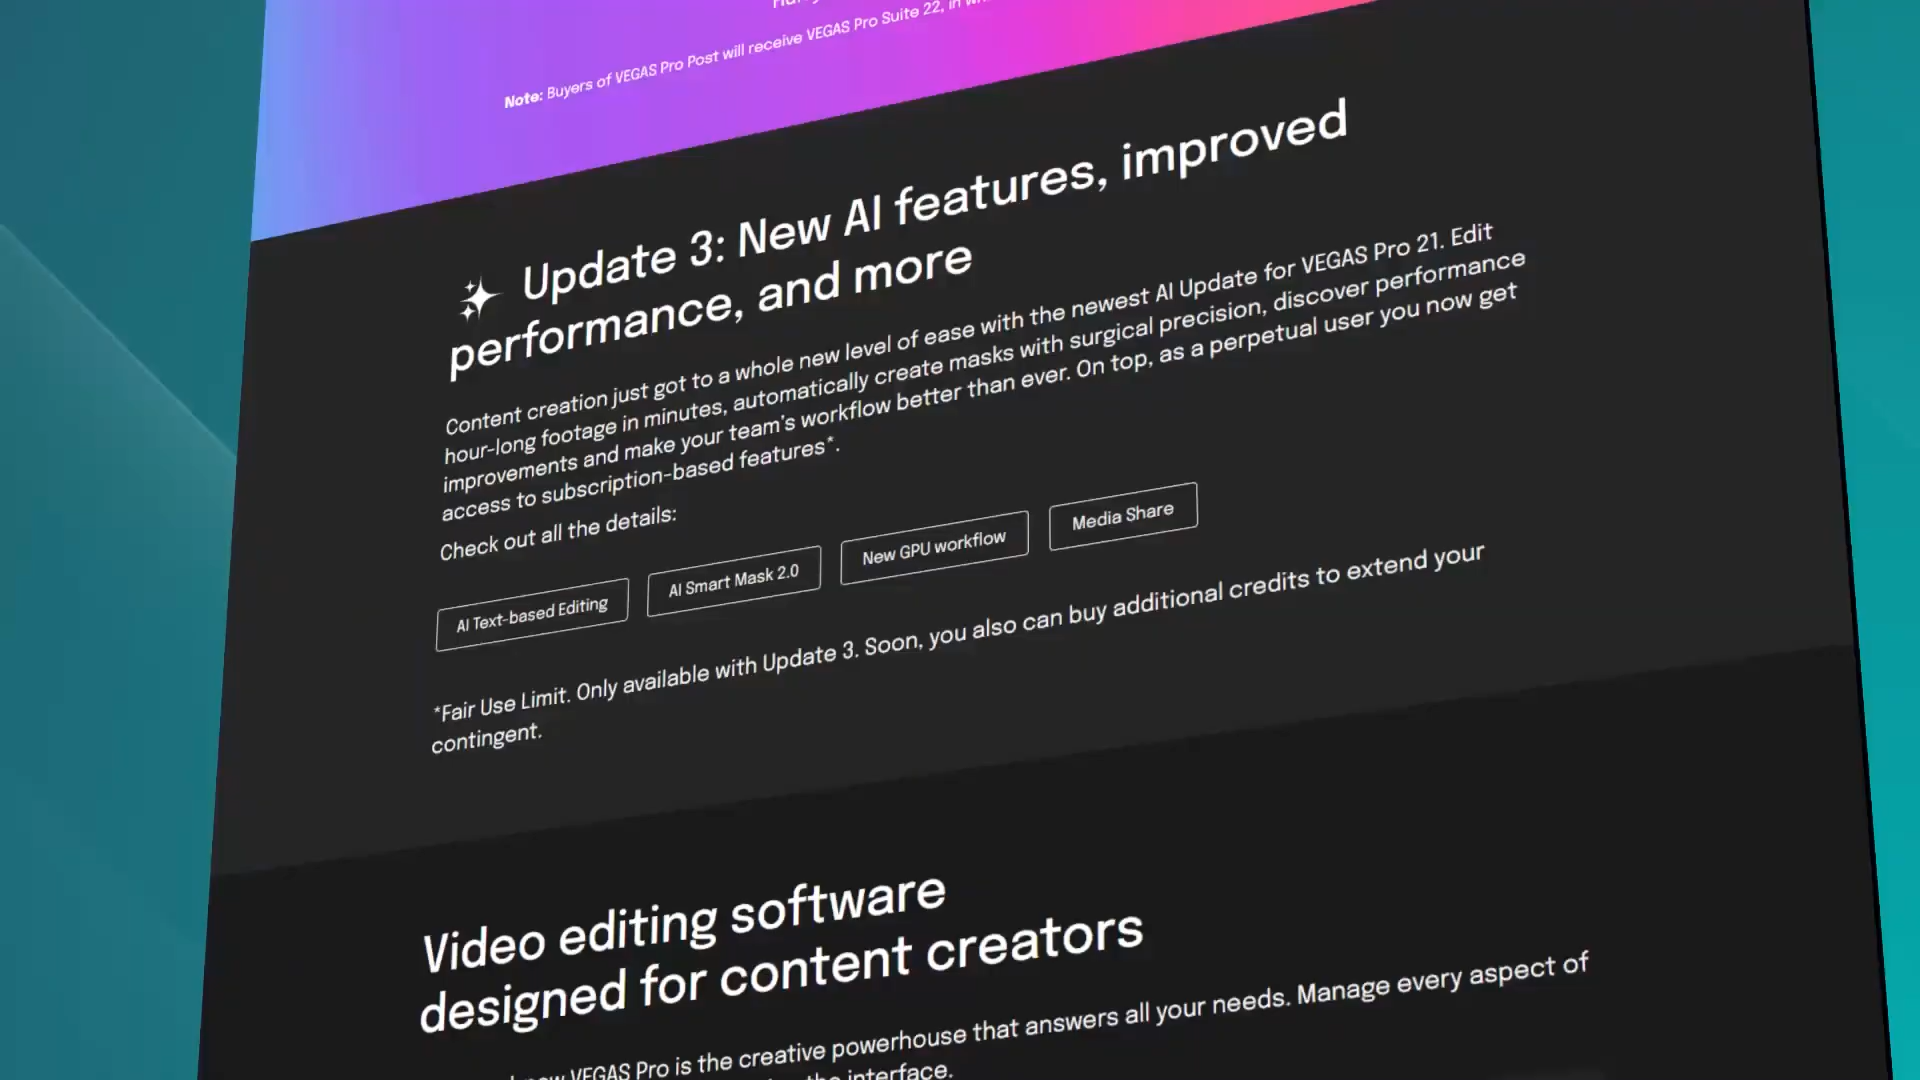 Note: Buyers of VEGAS Pro Post will receive VEGAS Pro Suite 22, in
Update 3: New AI features, improved
performance, and more
Content creation just got to a whole new level of ease with the newest AI Update for VEGAS Pro 21. Edit
hour-long footage in minutes, automatically create masks with surgical precision, discover performance
improvements and make your team's workflow better than ever. On top, as a perpetual user you now get
access to subscription-based features*.
Check out all the details:
AI Text-based Editing
AI Smart Mask 2.0
New GPU workflow
Media Share
*Fair Use Limit. Only available with Update 3. Soon, you also can buy additional credits to extend your
contingent.
Video editing software
designed for content creators
VEGAS Pro is the creative powerhouse that answers all your needs. Manage every aspect of
the interface.